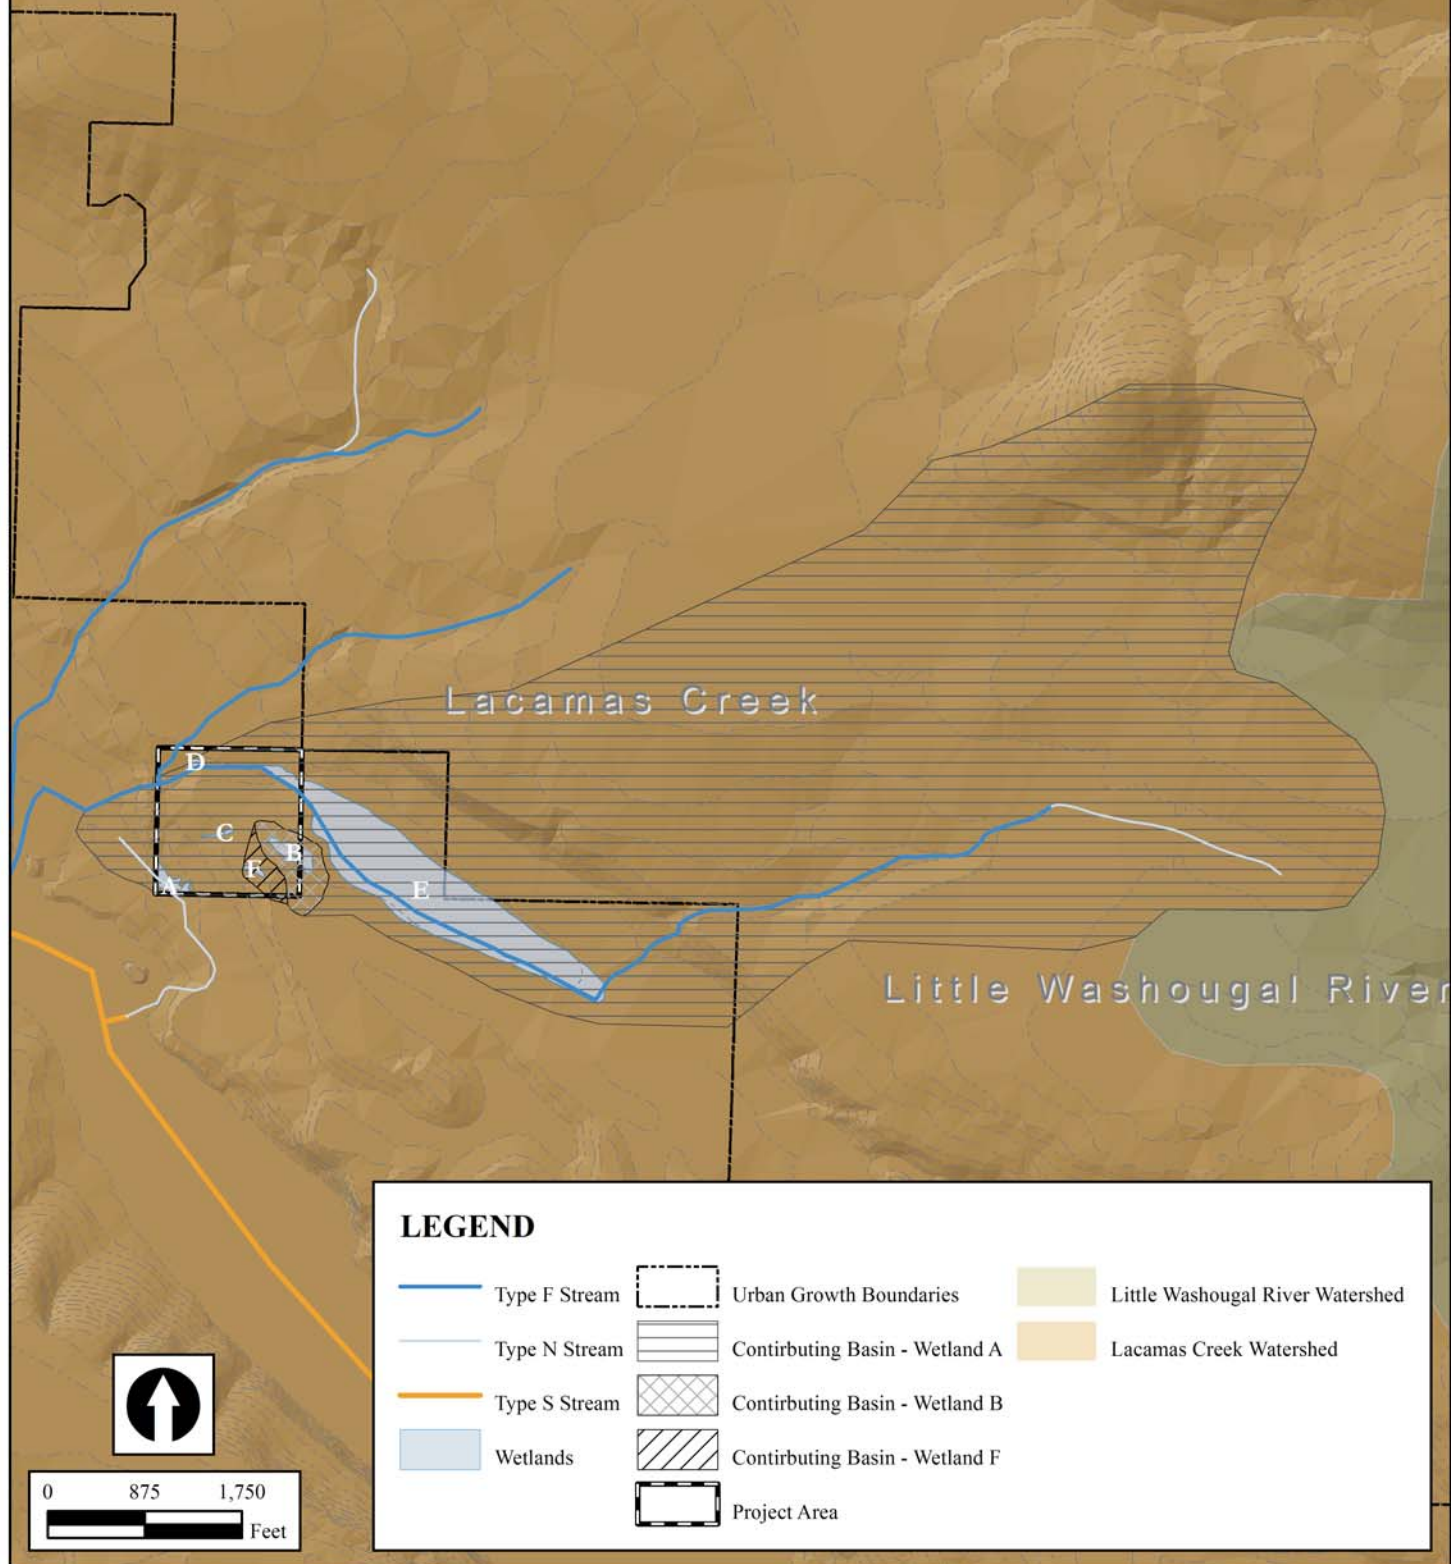 Lacamas Creek
D
C
B
F
A
E
Little Washougal River
LEGEND
Type F Stream
Type N Stream
Type S Stream
Wetlands
Urban Growth Boundaries
Contirbuting Basin - Wetland A
Contirbuting Basin - Wetland B
Contirbuting Basin - Wetland F
Project Area
Little Washougal River Watershed
Lacamas Creek Watershed
0 875 1,750
Feet